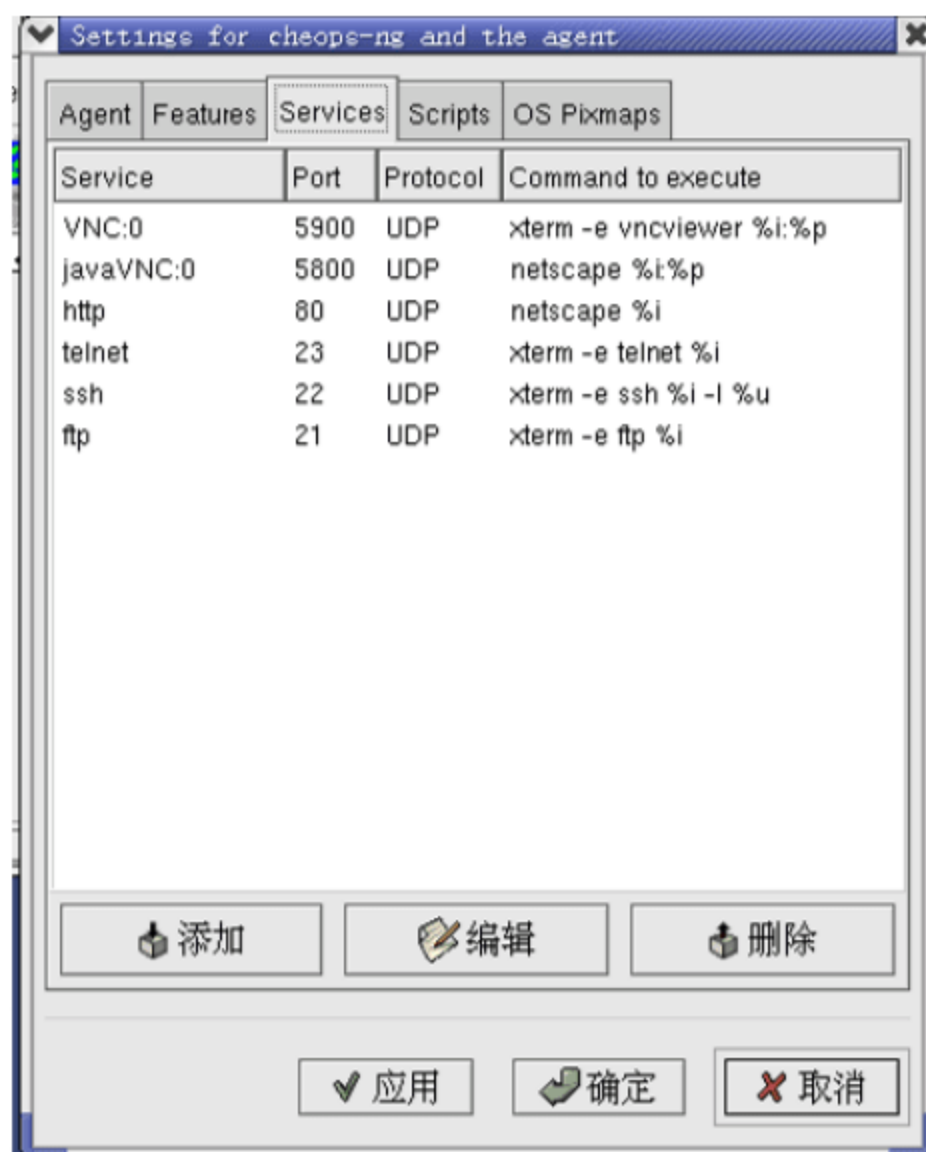 Settings for cheops-ng and the agent
Agent Features Services Scripts OS Pixmaps
Service Port Protocol Command to execute
VNC:0 5900 UDP xterm -e vncviewer %i:%p
javaVNC:0 5800 UDP netscape %i:%p
http 80 UDP netscape %i
telnet 23 UDP xterm -e telnet %i
ssh 22 UDP xterm -e ssh %i -l %u
ftp 21 UDP xterm -e ftp %i
添加 编辑 删除
应用 确定 取消